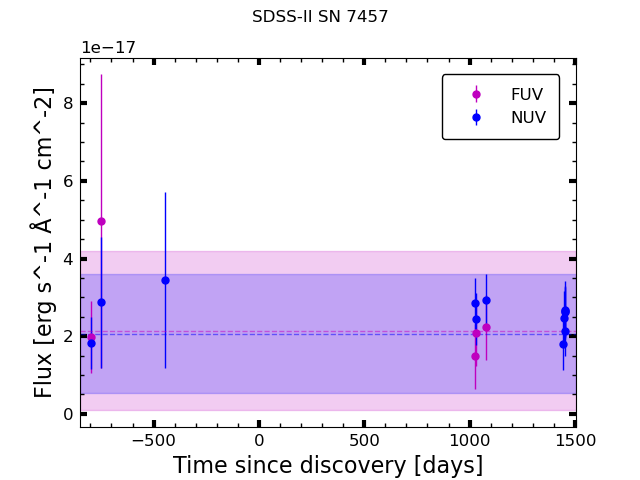 SDSS-II SN 7457
1e−17
FUV
NUV
8
6
4
2
0
Flux [erg s^-1 Å^-1 cm^-2]
−500
0
500
1000
1500
Time since discovery [days]